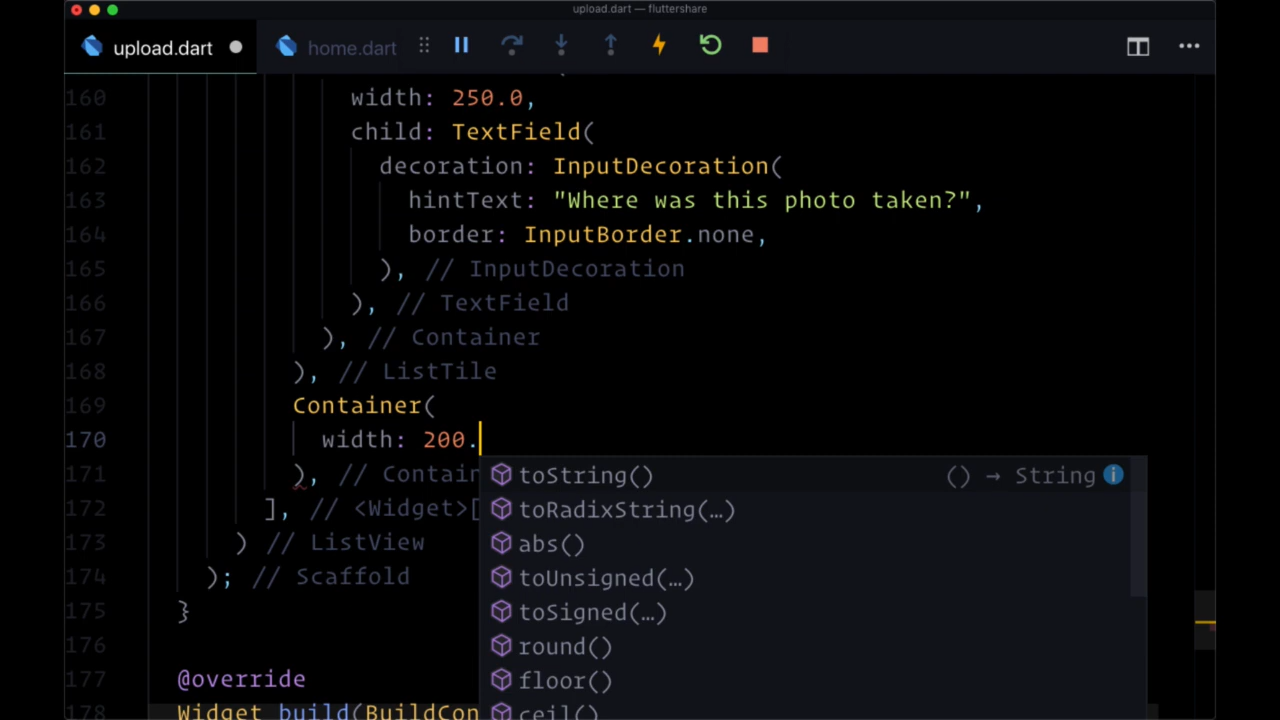 upload.dart — fluttershare
upload.dart
home.dart
160 width: 250.0,
161 child: TextField(
162 decoration: InputDecoration(
163 hintText: "Where was this photo taken?",
164 border: InputBorder.none,
165 ), // InputDecoration
166 ), // TextField
167 ), // Container
168 ), // ListTile
169 Container(
170 width: 200.
171 ), // Contain
172 ], // <Widget>[
173 ) // ListView
174 ); // Scaffold
175 }
176
177 @override
178 Widget build(BuildCon
toString() () → String
toRadixString(…)
abs()
toUnsigned(…)
toSigned(…)
round()
floor()
ceil()